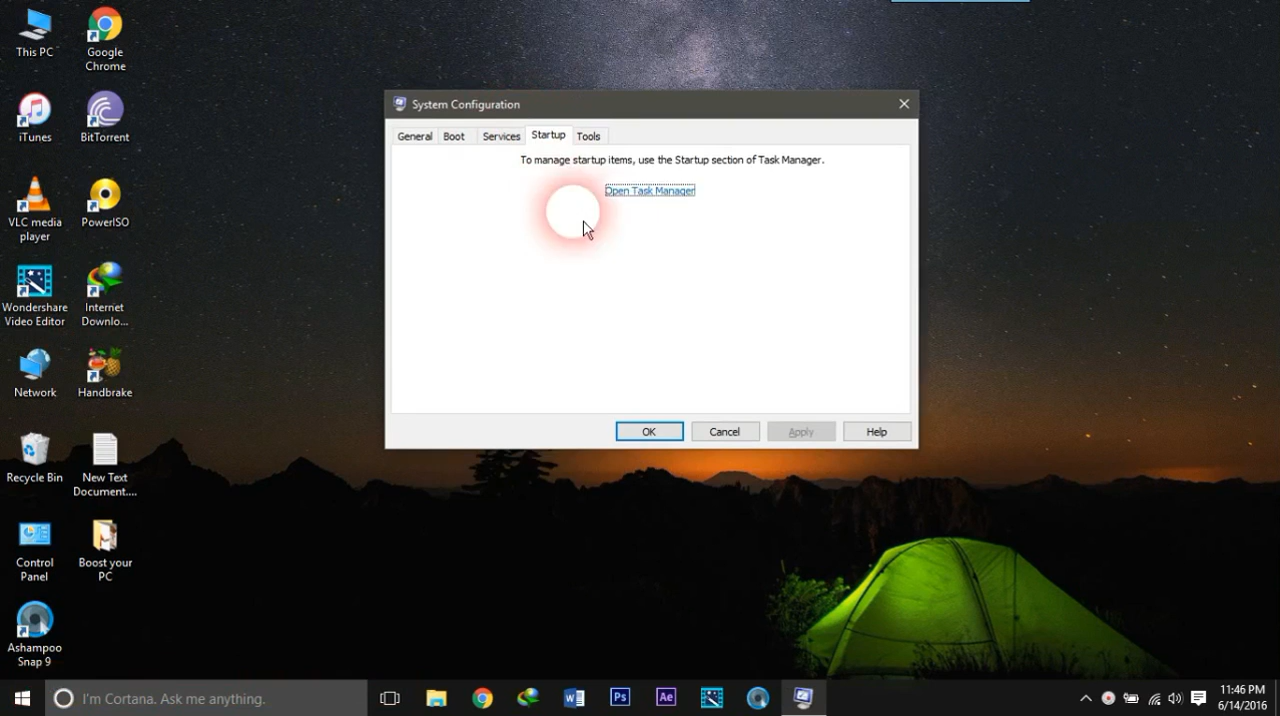 This PC
Google
Chrome
iTunes
BitTorrent
VLC media
player
PowerISO
Wondershare
Video Editor
Internet
Downlo...
Network
Handbrake
Recycle Bin
New Text
Document....
Control
Panel
Boost your
PC
Ashampoo
Snap 9
System Configuration
General Boot Services Startup Tools
To manage startup items, use the Startup section of Task Manager.
Open Task Manager
OK Cancel Apply Help
I'm Cortana. Ask me anything.
W
Ps
Ae
11:46 PM
6/14/2016